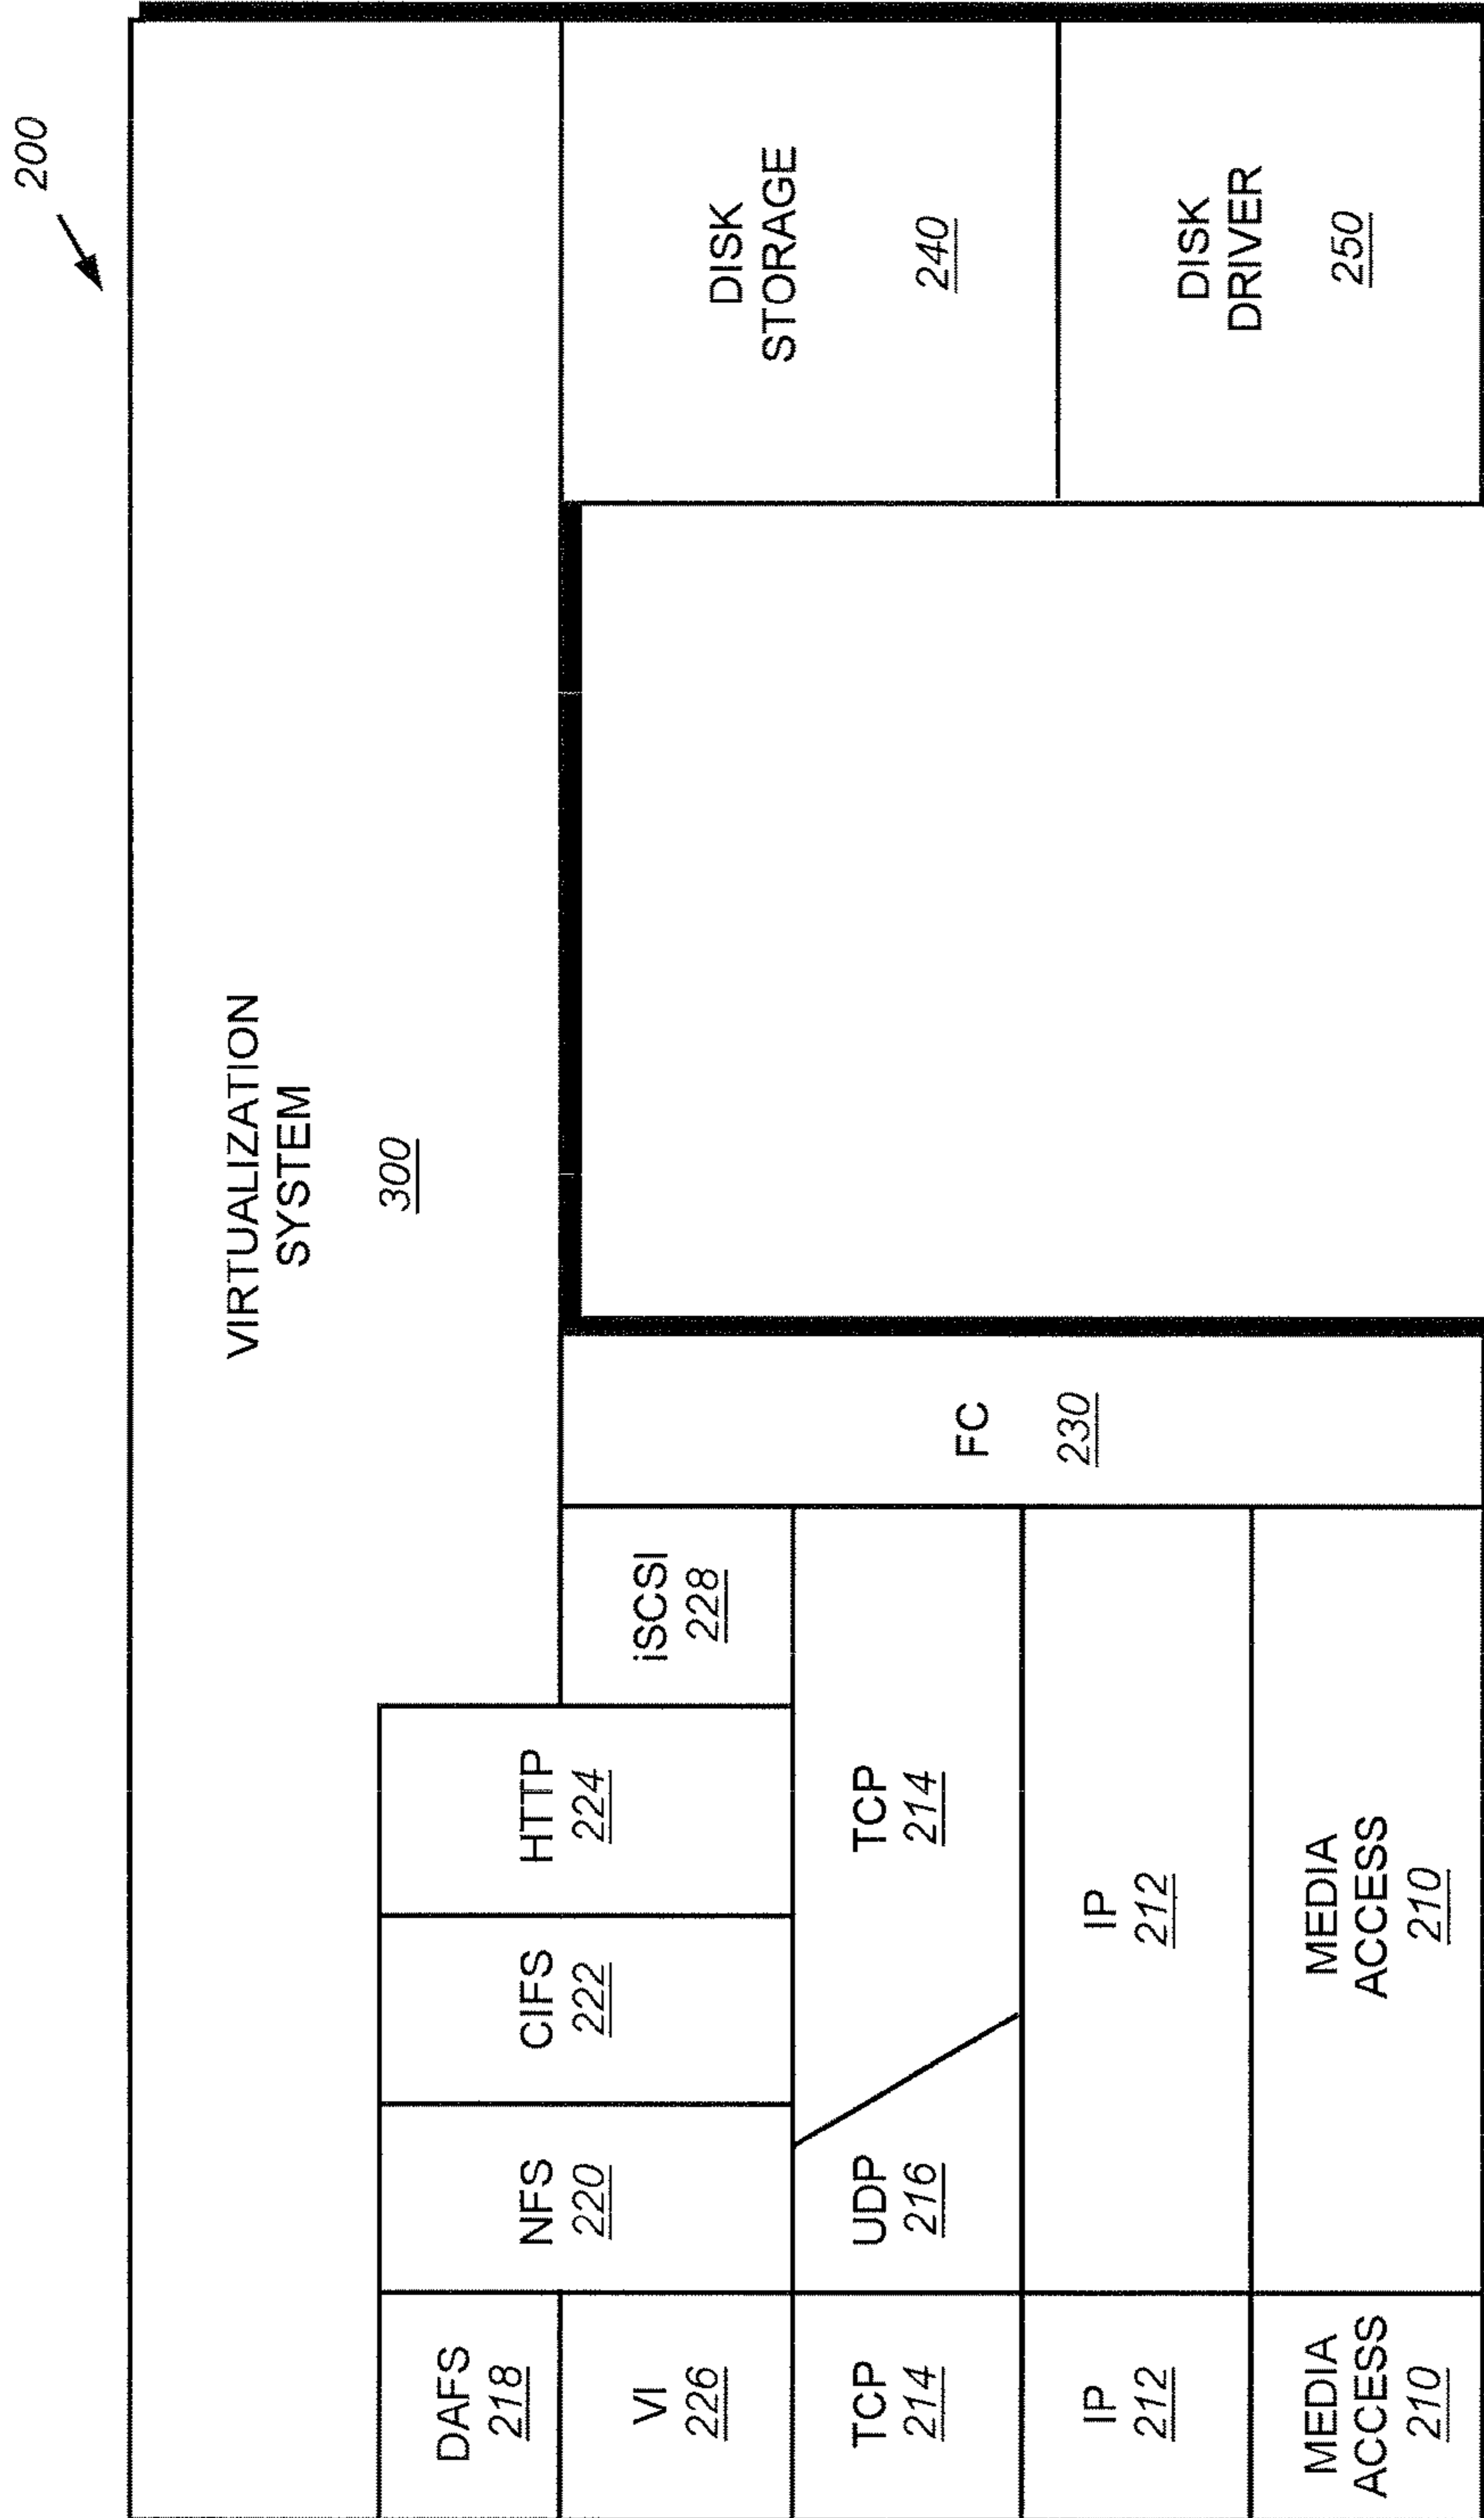 200
VIRTUALIZATION
SYSTEM
300
DAFS
218
NFS
220
CIFS
222
HTTP
224
VI
226
iSCSI
228
TCP
214
UDP
216
TCP
214
IP
212
IP
212
MEDIA
ACCESS
210
MEDIA
ACCESS
210
FC
230
DISK
STORAGE
240
DISK
DRIVER
250